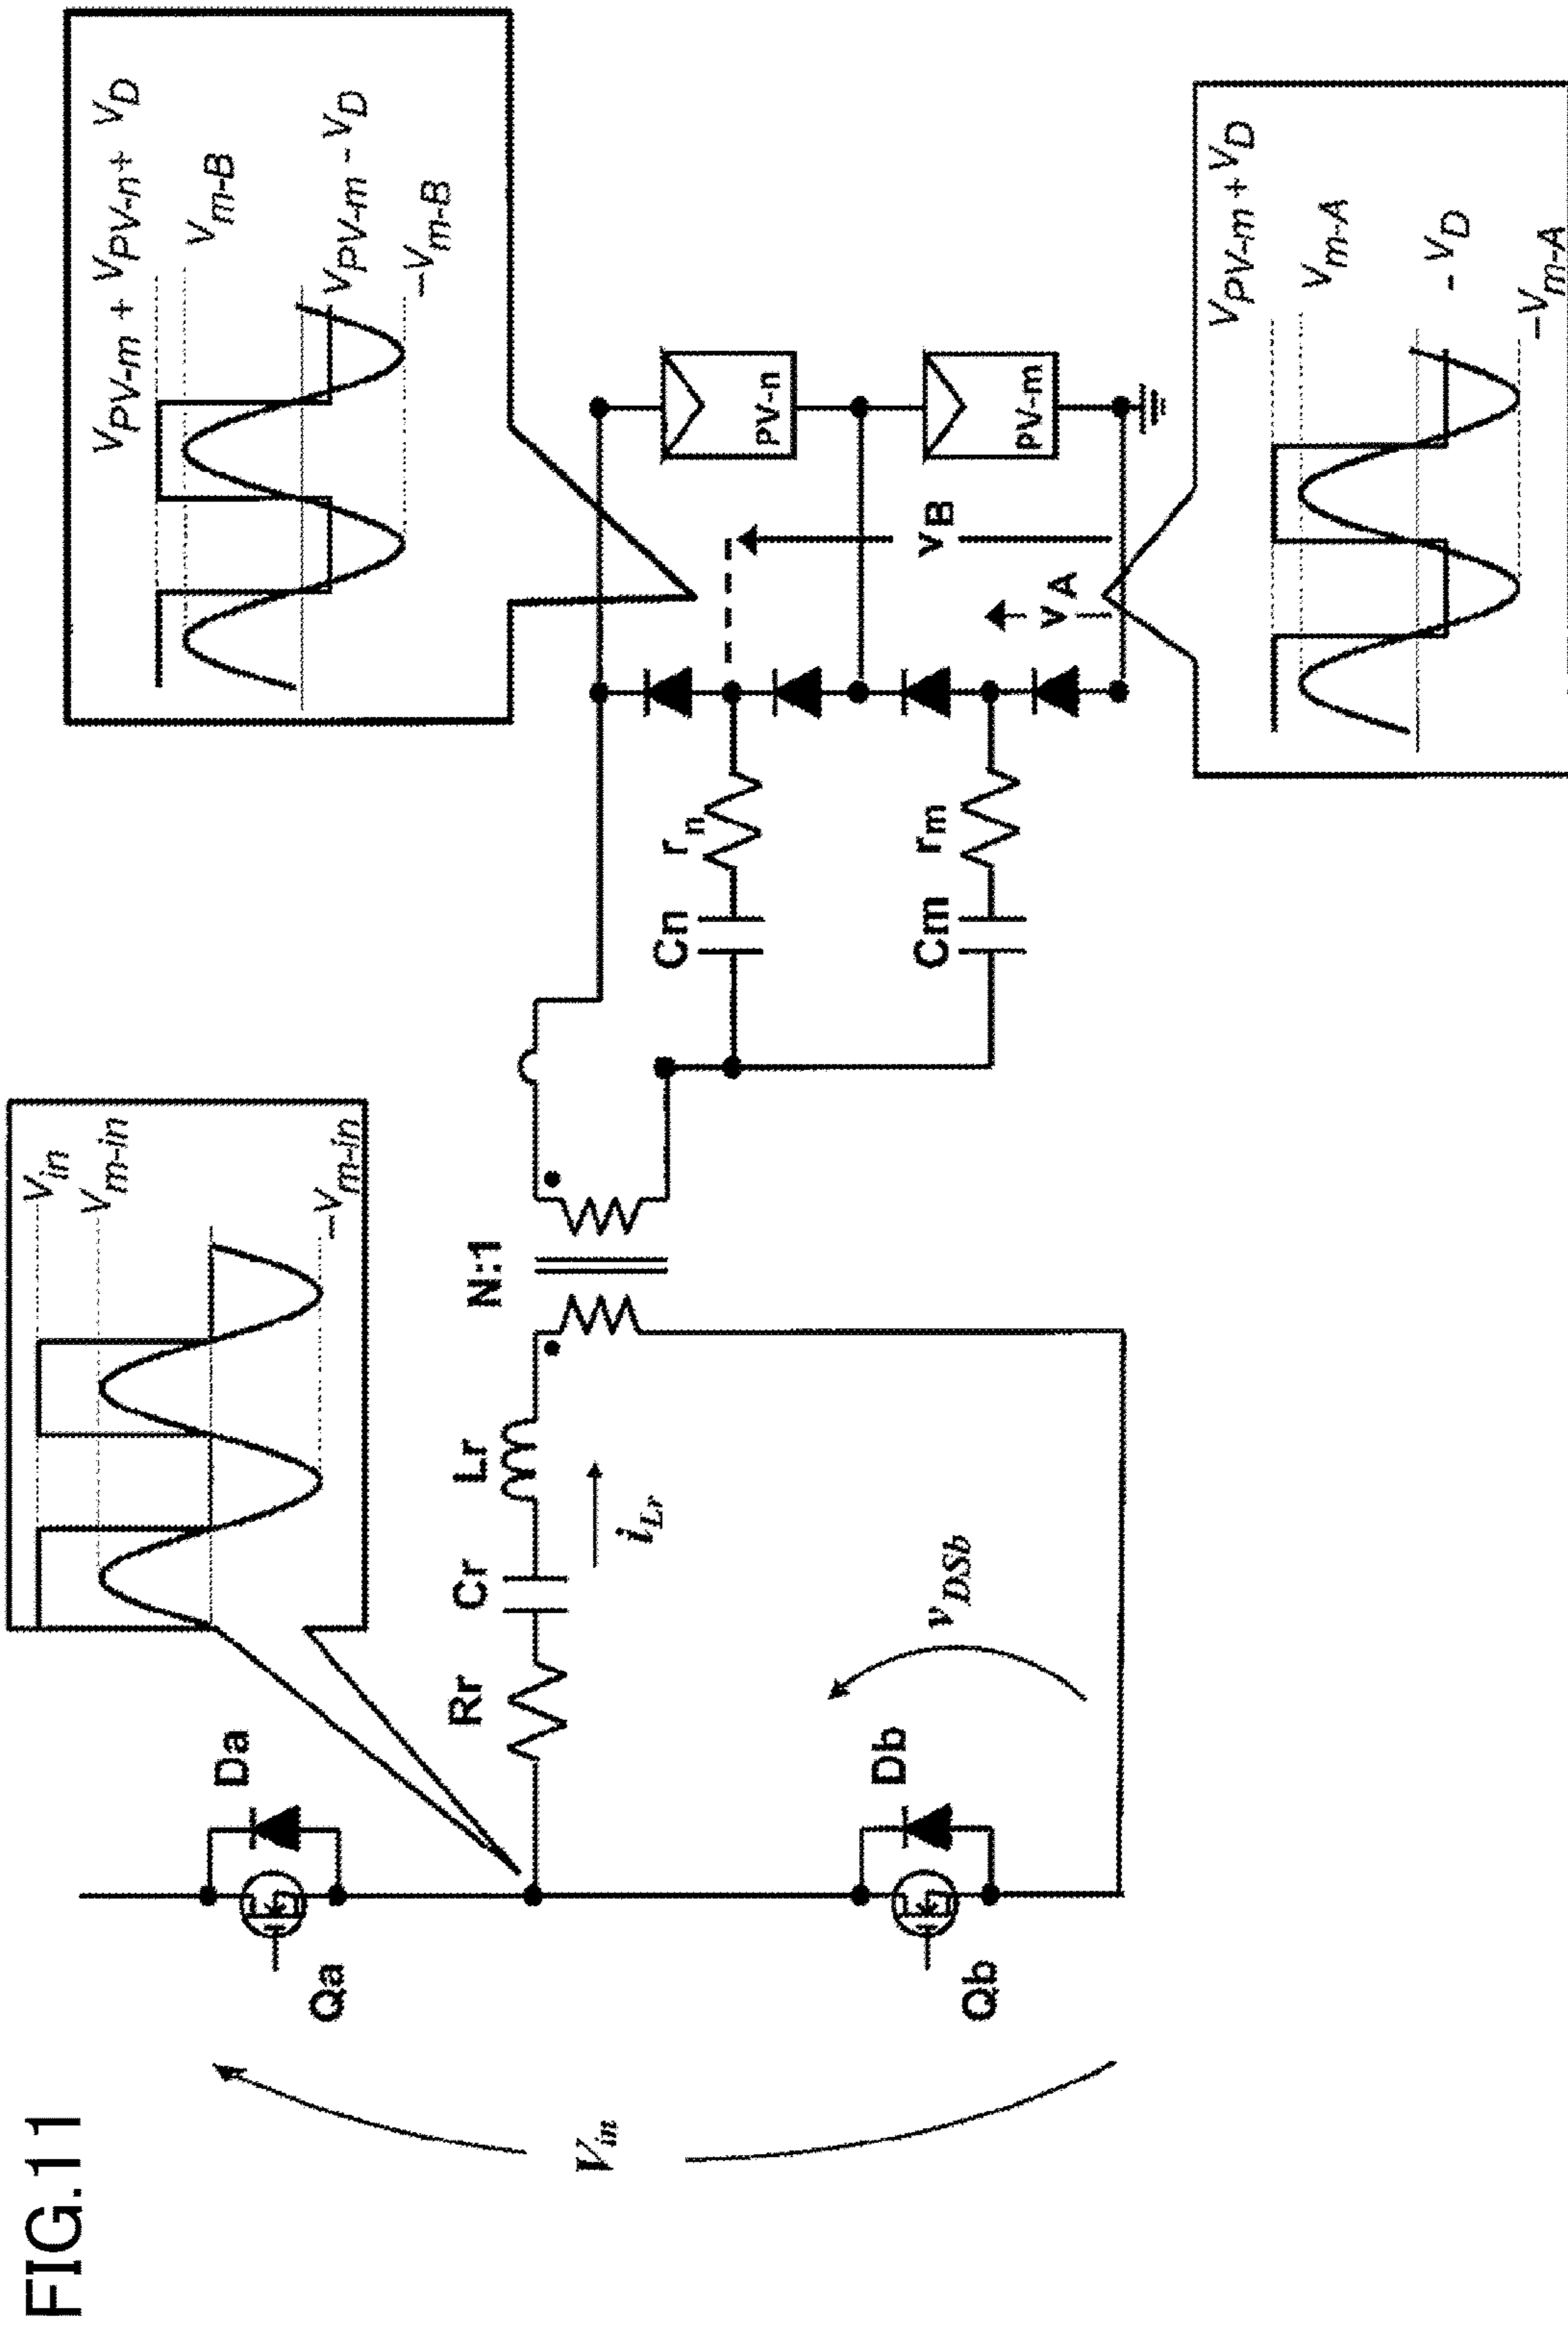 FIG.11
V_in
Qa
Da
Qb
Db
v_DSb
Rr
Cr
Lr
i_Lr
N:1
V_in
V_m-in
–V_m-in
Cn
r_n
Cm
r_m
v_A
v_B
PV-n
PV-m
V_PV-m + V_PV-n + V_D
V_m-B
V_PV-m - V_D
–V_m-B
V_PV-m + V_D
V_m-A
- V_D
–V_m-A